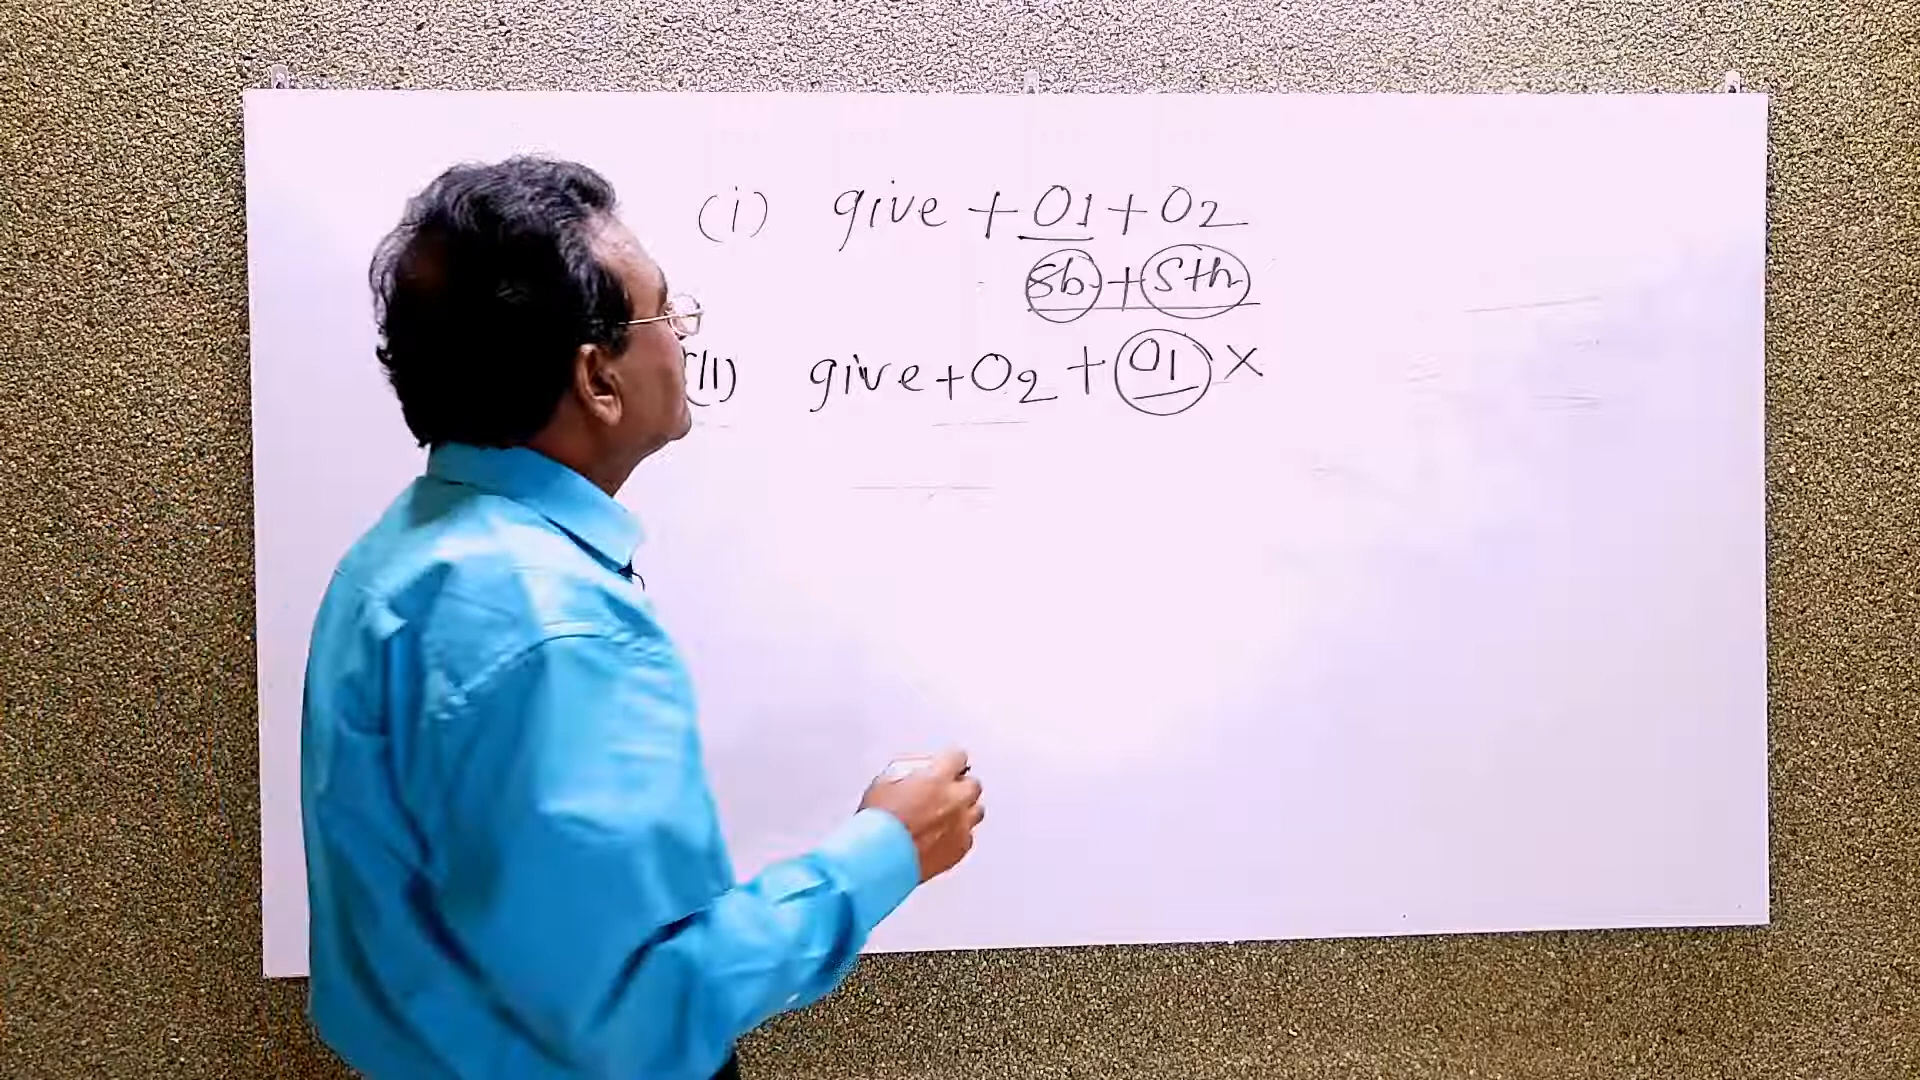 (i) give + O1 + O2
Sb + Sth
(II) give + O2 + O1 X